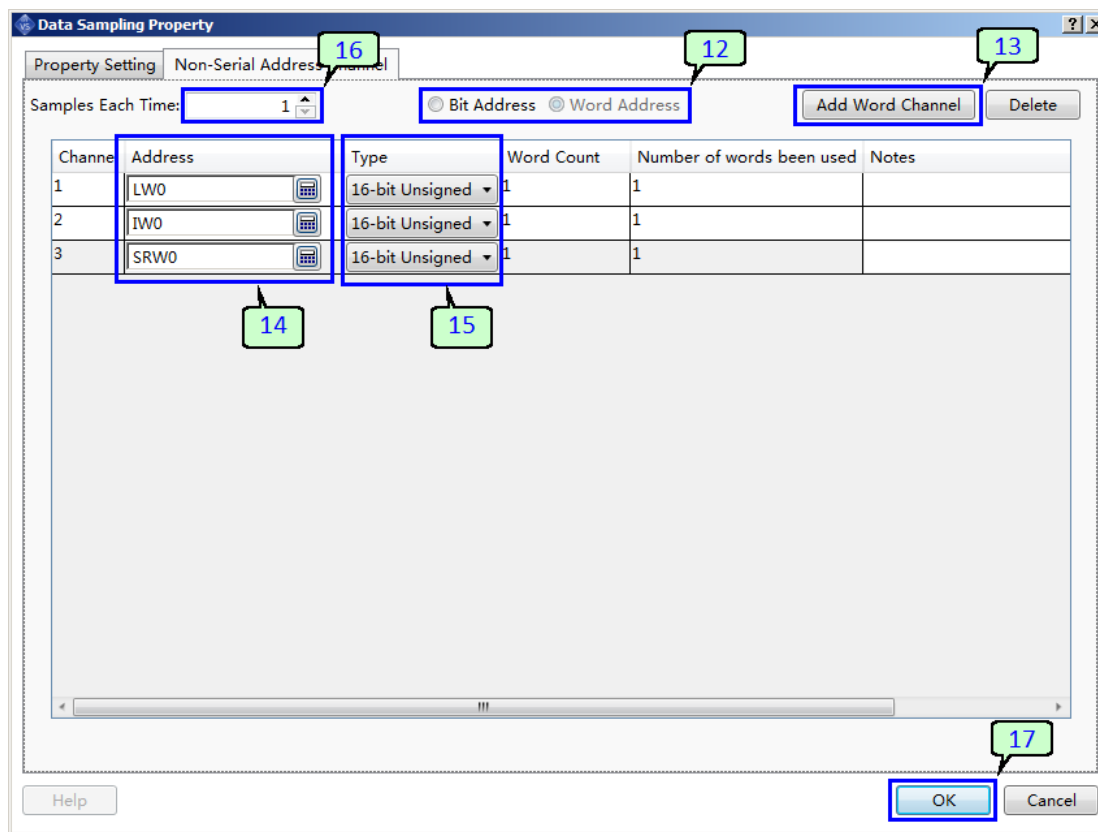 VS Data Sampling Property
16 12 13
Property Setting Non-Serial Address Channel
Samples Each Time: 1 Bit Address Word Address Add Word Channel Delete
Channe Address Type Word Count Number of words been used Notes
1 LW0 16-bit Unsigned 1 1
2 IW0 16-bit Unsigned 1 1
3 SRW0 16-bit Unsigned 1 1
14 15
17
Help OK Cancel